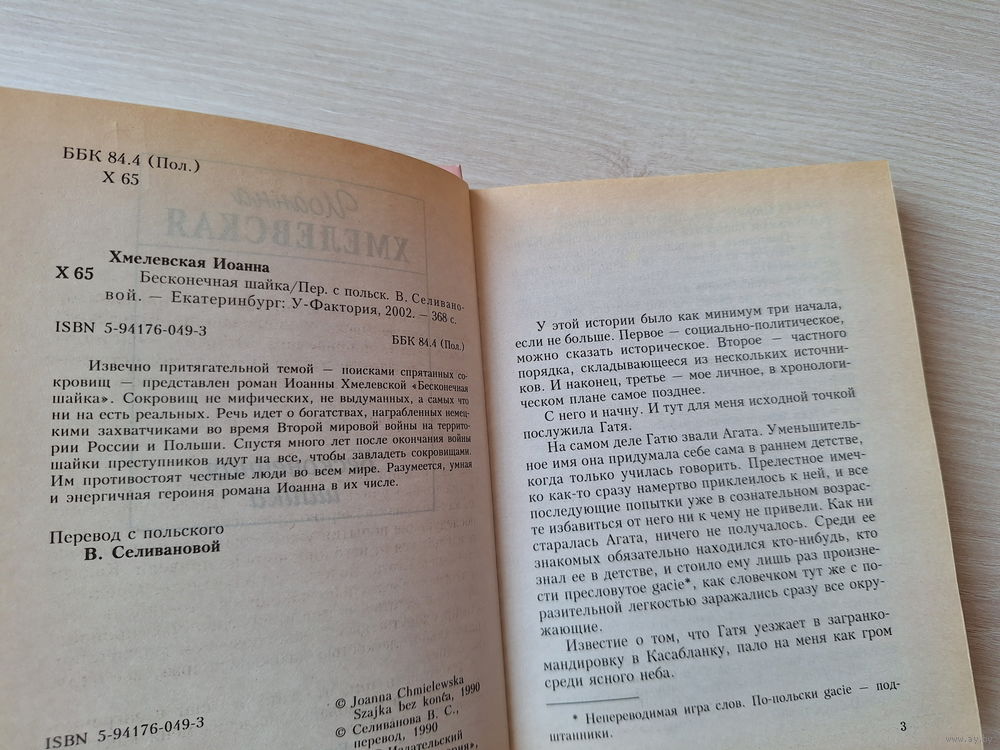 ББК 84.4 (Пол.)
Х 65
Иоанна
ХМЕЛЕВСКАЯ
Хмелевская Иоанна
Х 65
Бесконечная шайка/Пер. с польск. В. Селивано-
вой. — Екатеринбург: У-Фактория, 2002. — 368 с.
ISBN 5-94176-049-3
ББК 84.4 (Пол.)
Извечно притягательной темой — поисками спрятанных со-
кровищ — представлен роман Иоанны Хмелевской «Бесконечная
шайка». Сокровищ не мифических, не выдуманных, а самых что
ни на есть реальных. Речь идет о богатствах, награбленных немец-
кими захватчиками во время Второй мировой войны на террито-
рии России и Польши. Спустя много лет после окончания войны
шайки преступников идут на все, чтобы завладеть сокровищами.
Им противостоят честные люди во всем мире. Разумеется, умная
и энергичная героиня романа Иоанна в их числе.
Перевод с польского
В. Селивановой
ISBN 5-94176-049-3
© Joanna Chmielewska
Szajka bez końca, 1990
© Селиванова В. С.,
перевод, 1990
Издательский
У этой истории было как минимум три начала,
если не больше. Первое — социально-политическое,
можно сказать историческое. Второе — частного
порядка, складывающееся из нескольких источни-
ков. И наконец, третье — мое личное, в хронологи-
ческом плане самое позднее.
С него и начну. И тут для меня исходной точкой
послужила Гатя.
На самом деле Гатю звали Агата. Уменьшитель-
ное имя она придумала себе сама в раннем детстве,
когда только училась говорить. Прелестное имеч-
ко как-то сразу намертво приклеилось к ней, и все
последующие попытки уже в сознательном возрас-
те избавиться от него ни к чему не привели. Как ни
старалась Агата, ничего не получалось. Среди ее
знакомых обязательно находился кто-нибудь, кто
знал ее в детстве, и стоило ему лишь раз произне-
сти пресловутое gacie*, как словечком тут же с по-
разительной легкостью заражались сразу все окру-
жающие.
Известие о том, что Гатя уезжает в загранко-
мандировку в Касабланку, пало на меня как гром
среди ясного неба.
* Непереводимая игра слов. По-польски gacie — под-
штанники.
3
www.ay.by